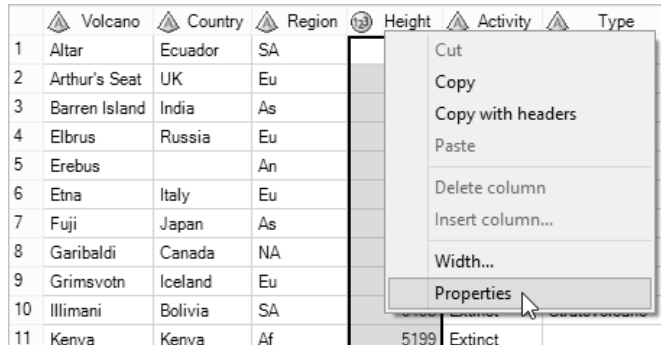 Volcano Country Region 123 Height Activity Type
1 Altar Ecuador SA Cut
2 Arthur's Seat UK Eu Copy
3 Barren Island India As Copy with headers
4 Elbrus Russia Eu Paste
5 Erebus An
6 Etna Italy Eu Delete column
7 Fuji Japan As Insert column...
8 Garibaldi Canada NA Width...
9 Grimsvotn Iceland Eu Properties
10 Illimani Bolivia SA
11 Kenya Kenya Af 5199 Extinct